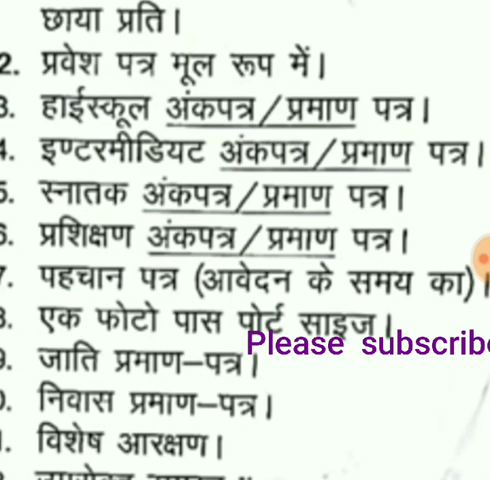 छाया प्रति।
2. प्रवेश पत्र मूल रूप में।
3. हाईस्कूल अंकपत्र/प्रमाण पत्र।
4. इण्टरमीडियट अंकपत्र/प्रमाण पत्र।
5. स्नातक अंकपत्र/प्रमाण पत्र।
6. प्रशिक्षण अंकपत्र/प्रमाण पत्र।
7. पहचान पत्र (आवेदन के समय का)।
8. एक फोटो पास पोर्ट साइज।
Please subscribe
9. जाति प्रमाण–पत्र।
0. निवास प्रमाण–पत्र।
1. विशेष आरक्षण।